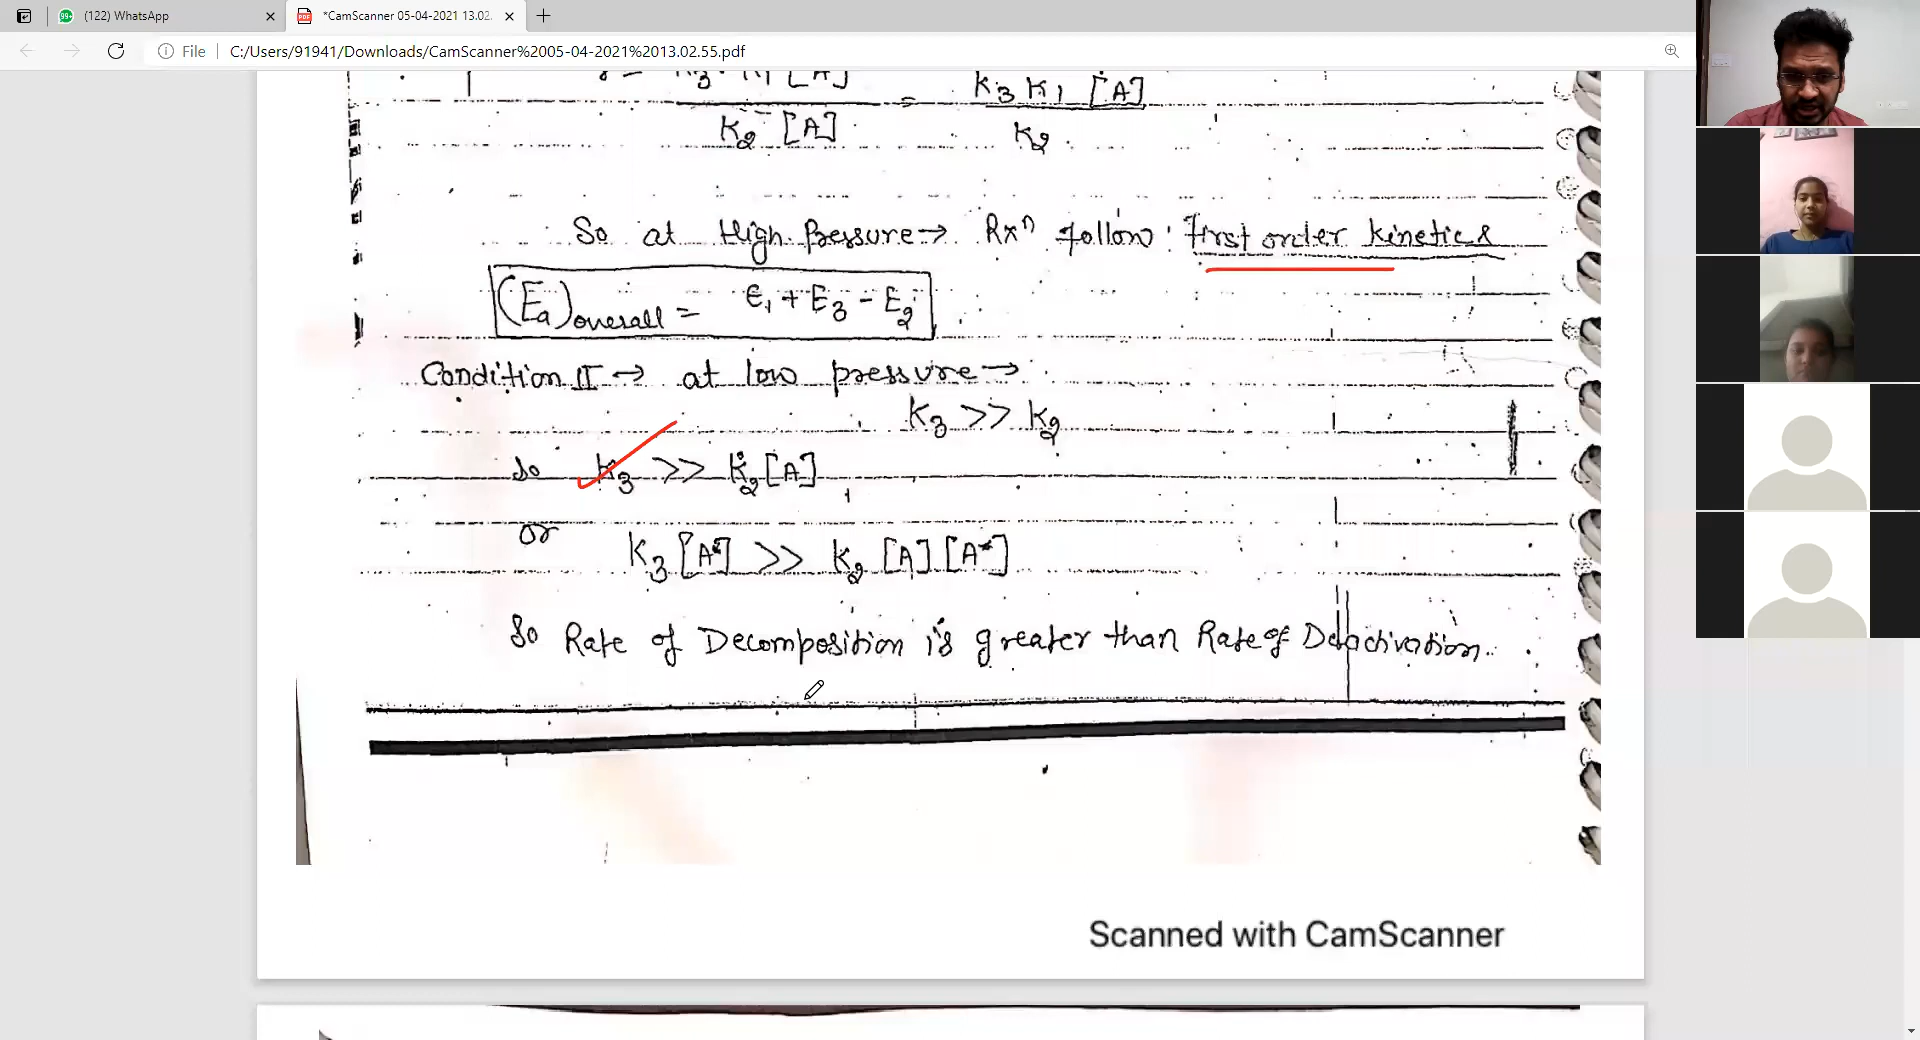 (122) WhatsApp
*CamScanner 05-04-2021 13.02.
File C:/Users/91941/Downloads/CamScanner%2005-04-2021%2013.02.55.pdf
= K3 K1 [A]
K2 [A] K2
So at High Pressure → Rxn follow: first order kinetics
(Ea)overall = E1 + E3 - E2
Condition II → at low pressure →
K3 >> K2
so K3 >> K2 [A]
or
K3 [A*] >> K2 [A] [A*]
So Rate of Decomposition is greater than Rate of Deactivation.
Scanned with CamScanner